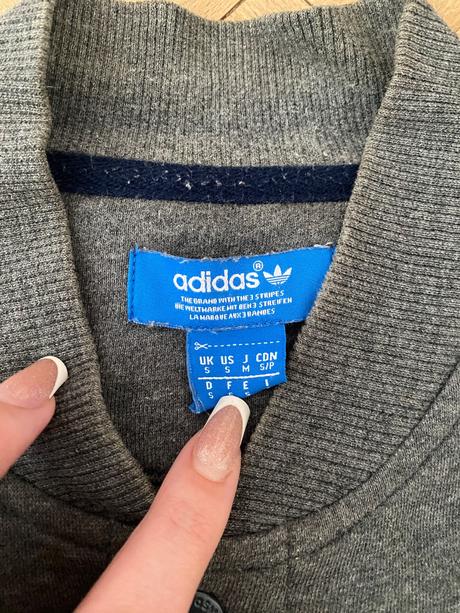 adidas®
THE BRAND WITH THE 3 STRIPES
DIE WELTMARKE MIT DEN 3 STREIFEN
LA MARQUE AUX 3 BANDES
UK US J CDN
S S M S/P
D F E I
S